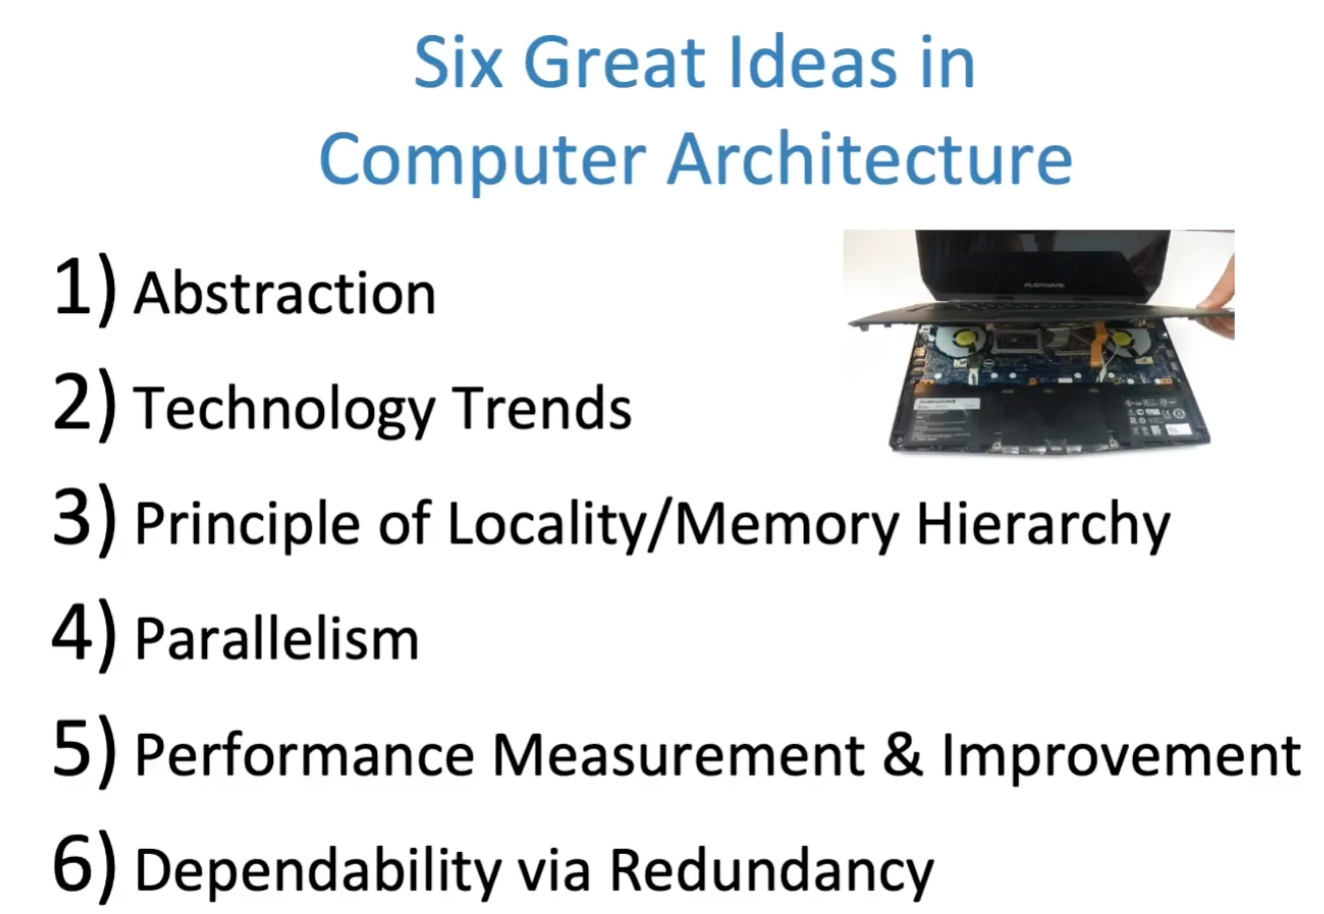 Six Great Ideas in
Computer Architecture
1) Abstraction
ALIENWARE
2) Technology Trends
3) Principle of Locality/Memory Hierarchy
4) Parallelism
5) Performance Measurement & Improvement
6) Dependability via Redundancy